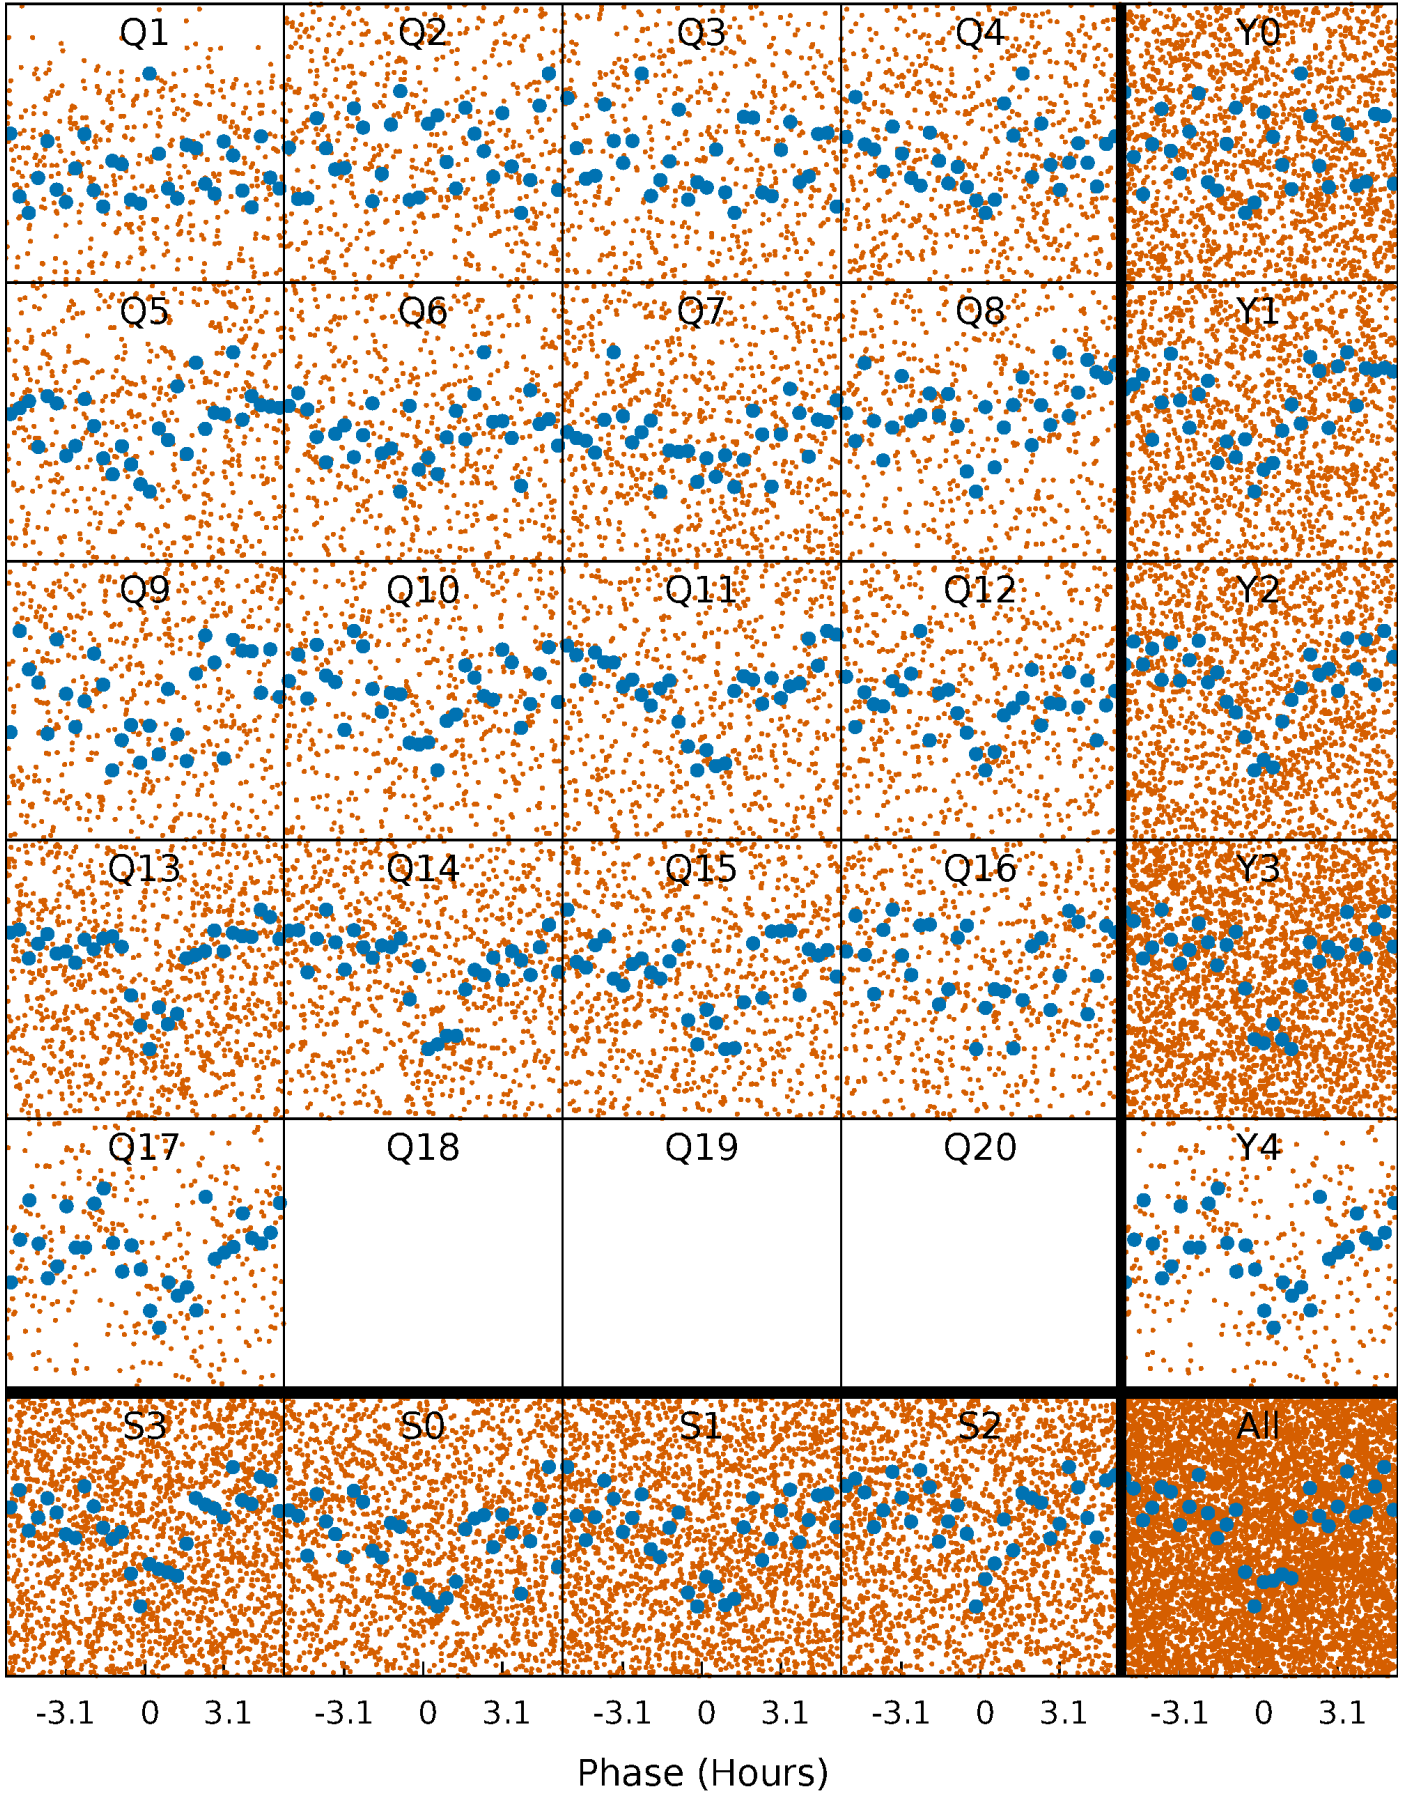 Q1 Q2 Q3 Q4 Y0
Q5 Q6 Q7 Q8 Y1
Q9 Q10 Q11 Q12 Y2
Q13 Q14 Q15 Q16 Y3
Q17 Q18 Q19 Q20 Y4
S3 S0 S1 S2 All
-3.1 0 3.1 -3.1 0 3.1 -3.1 0 3.1 -3.1 0 3.1 -3.1 0 3.1
Phase (Hours)